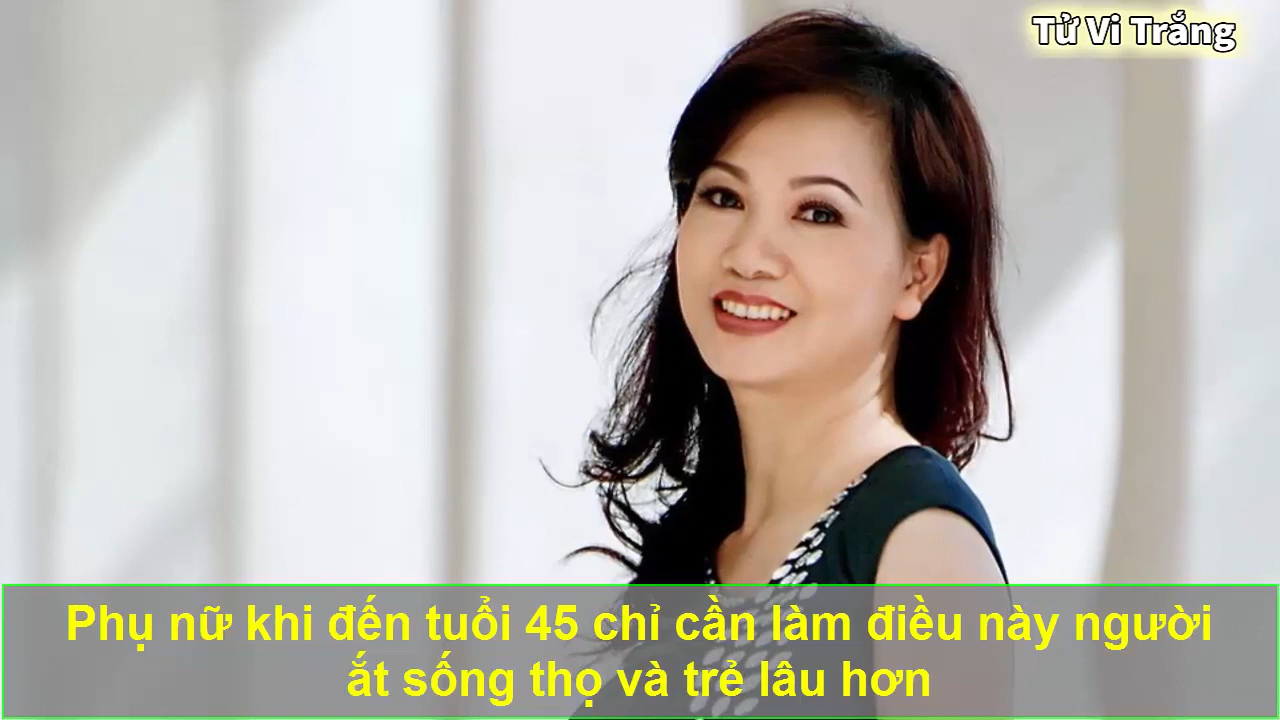 Tử Vi Trắng
Phụ nữ khi đến tuổi 45 chỉ cần làm điều này người
ắt sống thọ và trẻ lâu hơn